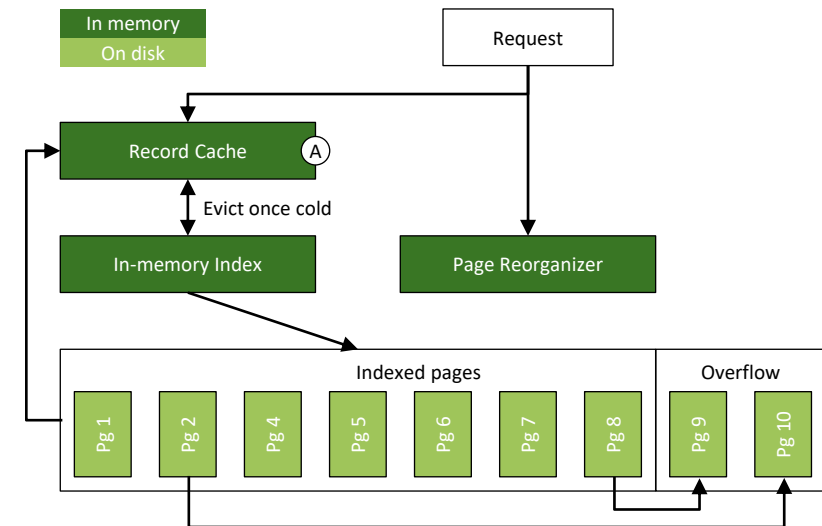 In memory
On disk
Request
Record Cache
A
Evict once cold
In-memory Index
Page Reorganizer
Indexed pages
Overflow
Pg 1
Pg 2
Pg 4
Pg 5
Pg 6
Pg 7
Pg 8
Pg 9
Pg 10